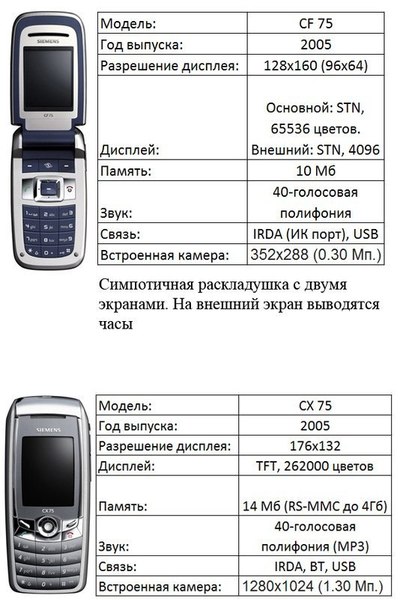 SIEMENS
CF75
Модель: CF 75
Год выпуска: 2005
Разрешение дисплея: 128x160 (96x64)
Основной: STN,
65536 цветов.
Дисплей: Внешний: STN, 4096
Память: 10 Мб
40-голосовая
Звук: полифония
Связь: IRDA (ИК порт), USB
Встроенная камера: 352x288 (0.30 Мп.)
Симпотичная раскладушка с двумя
экранами. На внешний экран выводятся
часы
SIEMENS
CX75
Модель: CX 75
Год выпуска: 2005
Разрешение дисплея: 176x132
Дисплей: TFT, 262000 цветов
Память: 14 Мб (RS-MMC до 4Гб)
40-голосовая
Звук: полифония (MP3)
Связь: IRDA, BT, USB
Встроенная камера: 1280x1024 (1.30 Мп.)